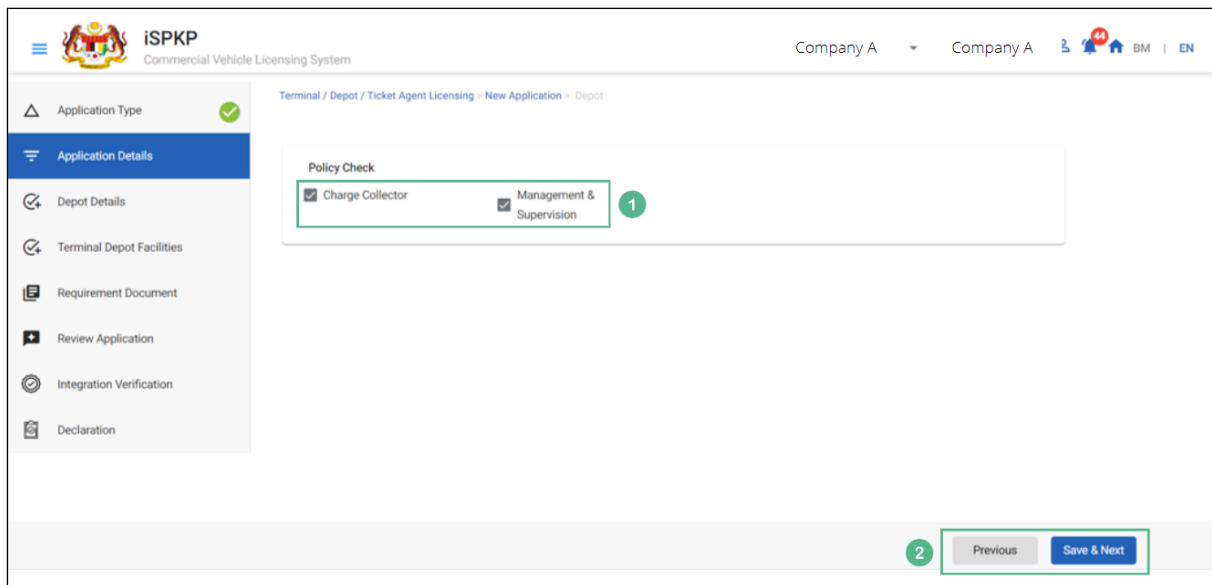 iSPKP
Commercial Vehicle Licensing System
Company A
Company A
44
BM | EN
Application Type
Application Details
Depot Details
Terminal Depot Facilities
Requirement Document
Review Application
Integration Verification
Declaration
Terminal / Depot / Ticket Agent Licensing > New Application > Depot
Policy Check
Charge Collector
Management &
Supervision
1
2
Previous
Save & Next